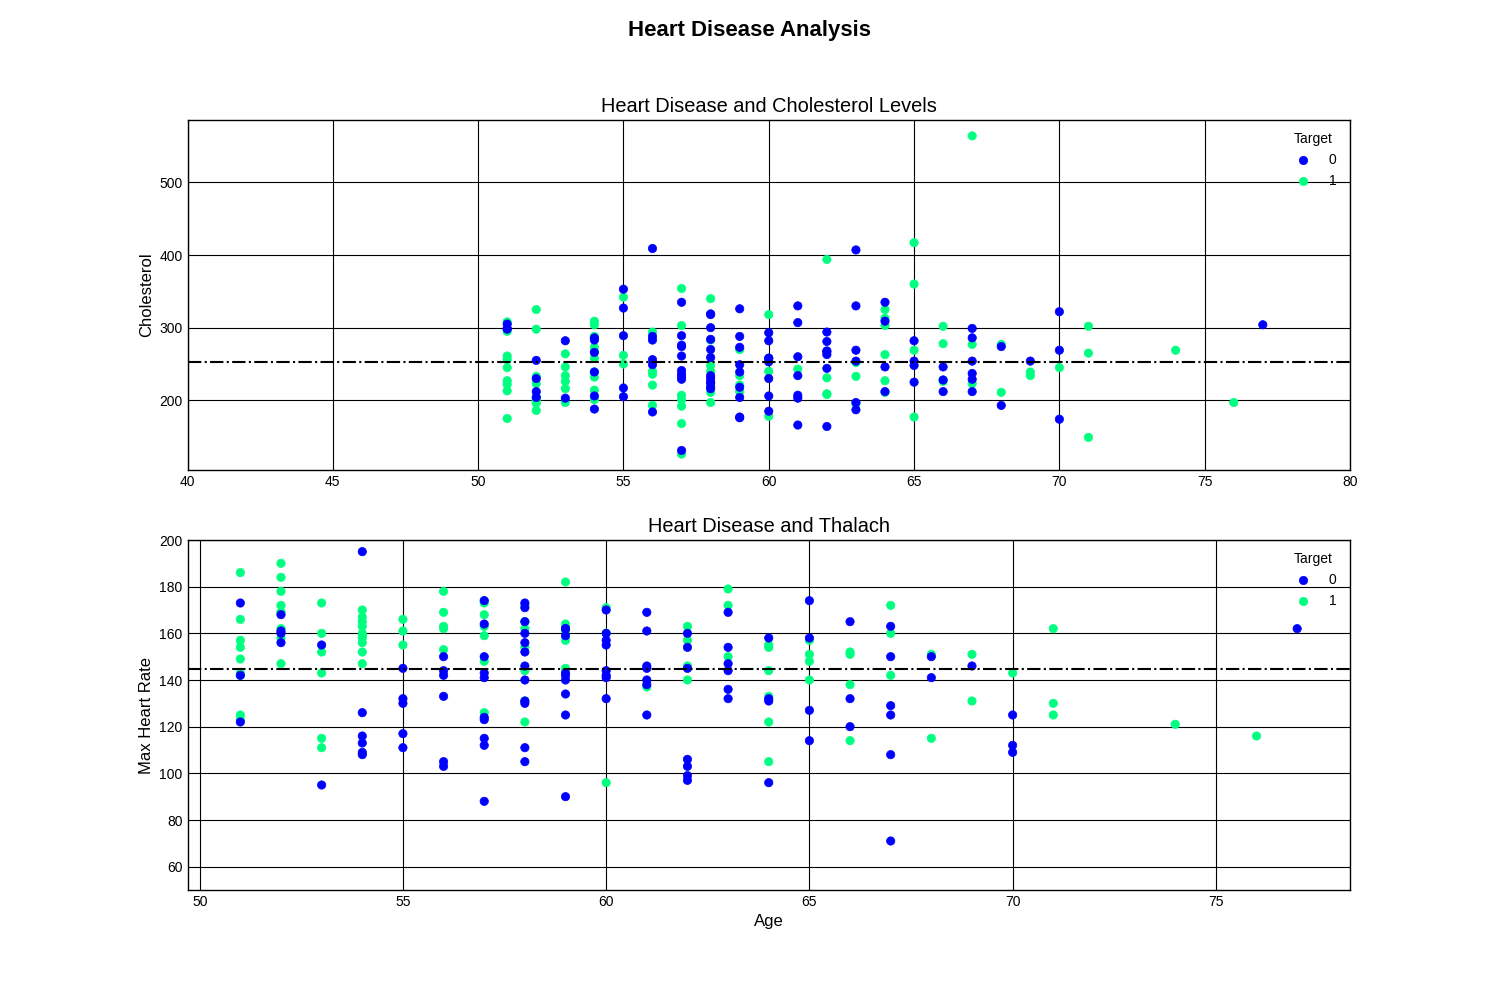 Heart Disease Analysis
Heart Disease and Cholesterol Levels
Cholesterol
500
400
300
200
40 45 50 55 60 65 70 75 80
Target
0
1
Heart Disease and Thalach
Max Heart Rate
200
180
160
140
120
100
80
60
50 55 60 65 70 75
Age
Target
0
1